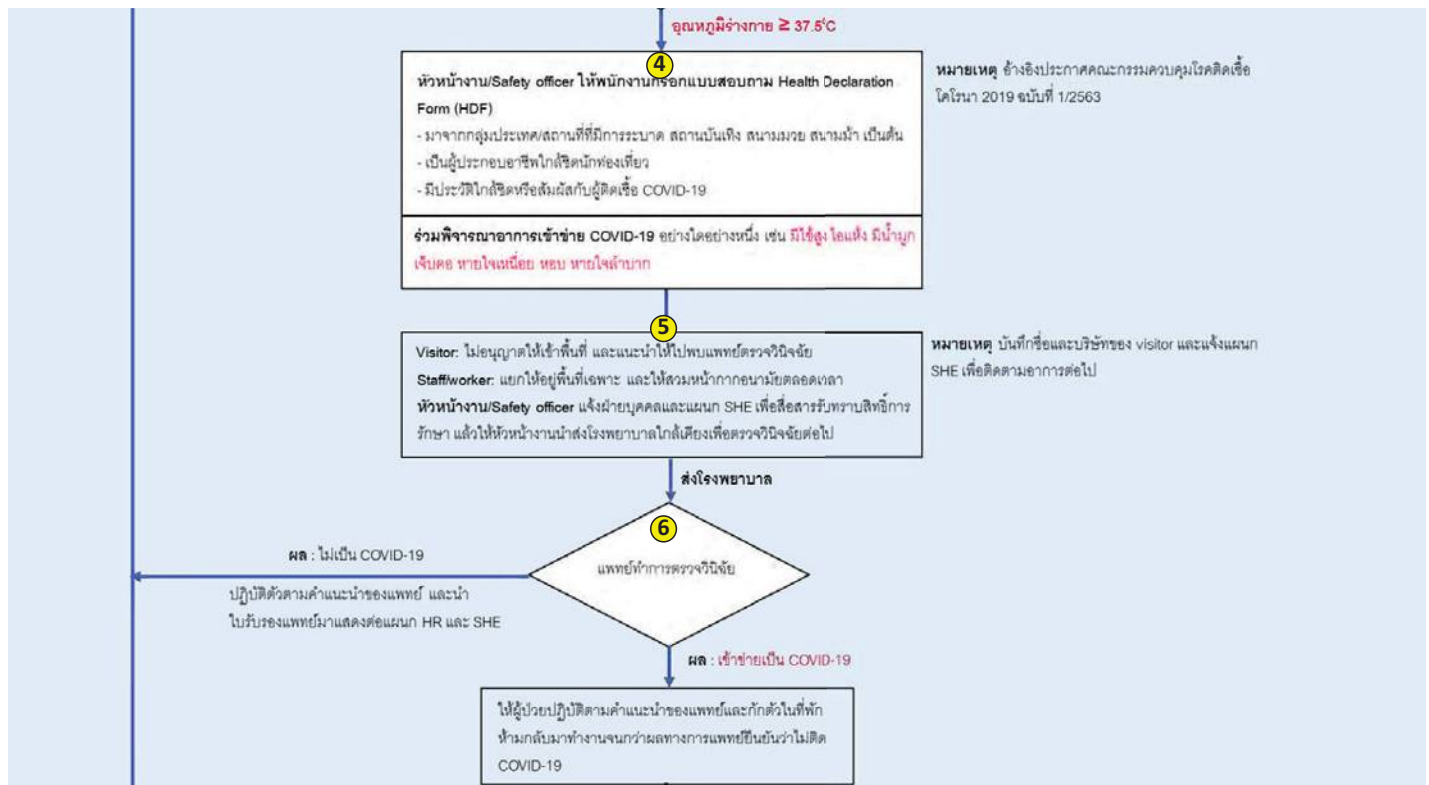 อุณหภูมิร่างกาย ≥ 37.5°C
4
หัวหน้างาน/Safety officer ให้พนักงานกรอกแบบสอบถาม Health Declaration
Form (HDF)
- มาจากกลุ่มประเทศ/สถานที่ที่มีการระบาด สถานบันเทิง สนามมวย สนามม้า เป็นต้น
- เป็นผู้ประกอบอาชีพใกล้ชิดนักท่องเที่ยว
- มีประวัติใกล้ชิดหรือสัมผัสกับผู้ติดเชื้อ COVID-19
ร่วมพิจารณาอาการเข้าข่าย COVID-19 อย่างใดอย่างหนึ่ง เช่น มีไข้สูง ไอแห้ง มีน้ำมูก
เจ็บคอ หายใจเหนื่อย หอบ หายใจลำบาก
หมายเหตุ อ้างอิงประกาศคณะกรรมควบคุมโรคติดเชื้อ
โคโรนา 2019 ฉบับที่ 1/2563
5
Visitor: ไม่อนุญาตให้เข้าพื้นที่ และแนะนำให้ไปพบแพทย์ตรวจวินิจฉัย
Staff/worker: แยกให้อยู่พื้นที่เฉพาะ และให้สวมหน้ากากอนามัยตลอดเวลา
หัวหน้างาน/Safety officer แจ้งฝ่ายบุคคลและแผนก SHE เพื่อสื่อสารรับทราบสิทธิ์การ
รักษา แล้วให้หัวหน้างานนำส่งโรงพยาบาลใกล้เคียงเพื่อตรวจวินิจฉัยต่อไป
หมายเหตุ บันทึกชื่อและบริษัทของ visitor และแจ้งแผนก
SHE เพื่อติดตามอาการต่อไป
ส่งโรงพยาบาล
6
แพทย์ทำการตรวจวินิจฉัย
ผล : ไม่เป็น COVID-19
ปฏิบัติตัวตามคำแนะนำของแพทย์ และนำ
ใบรับรองแพทย์มาแสดงต่อแผนก HR และ SHE
ผล : เข้าข่ายเป็น COVID-19
ให้ผู้ป่วยปฏิบัติตามคำแนะนำของแพทย์และกักตัวในที่พัก
ห้ามกลับมาทำงานจนกว่าผลทางการแพทย์ยืนยันว่าไม่ติด
COVID-19